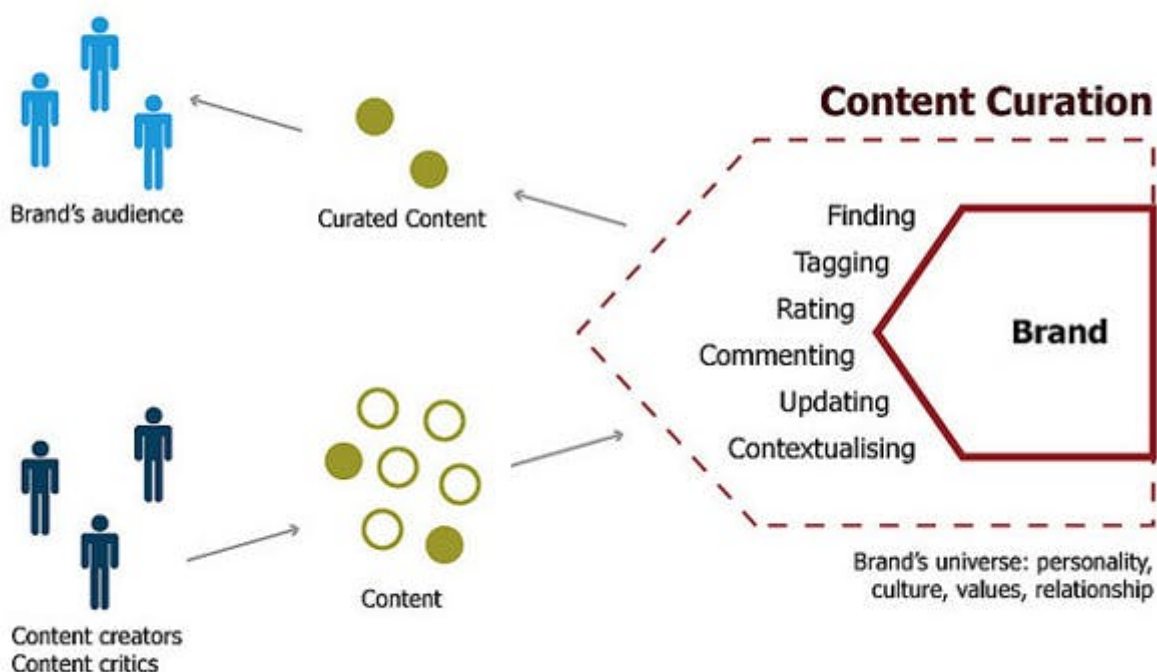 Content Curation
Brand's audience
Curated Content
Finding
Tagging
Rating
Commenting
Updating
Contextualising
Brand
Content
Content creators
Content critics
Brand's universe: personality,
culture, values, relationship